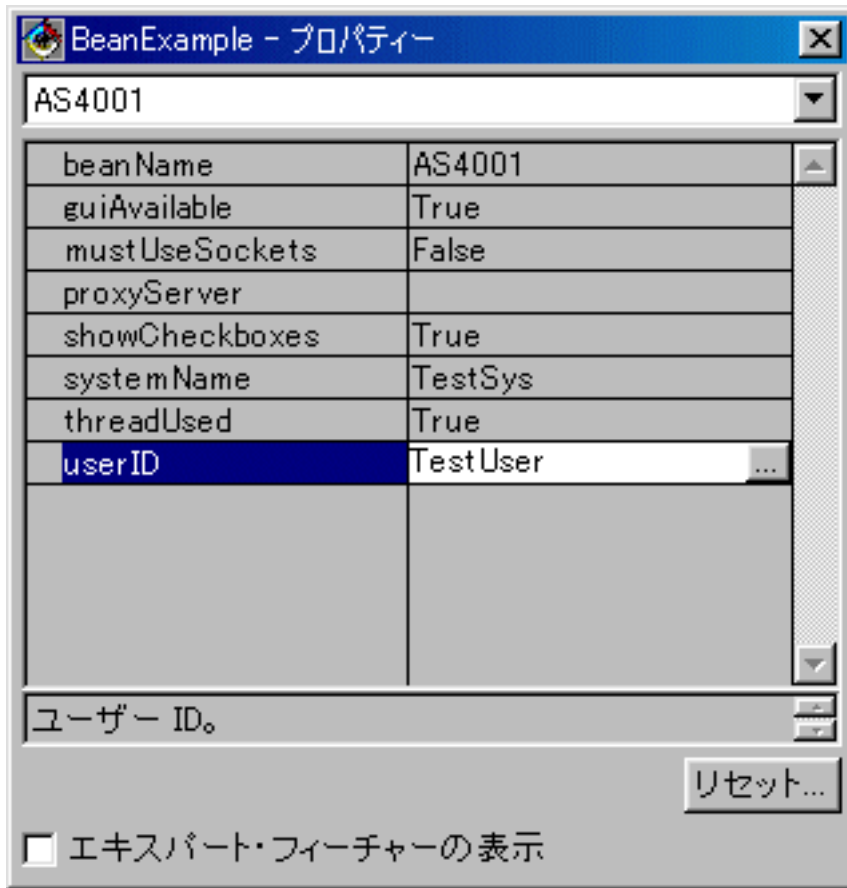 BeanExample - プロパティー
AS4001
beanName AS4001
guiAvailable True
mustUseSockets False
proxyServer
showCheckboxes True
systemName TestSys
threadUsed True
userID TestUser ...
ユーザー ID。
リセット...
エキスパート・フィーチャーの表示